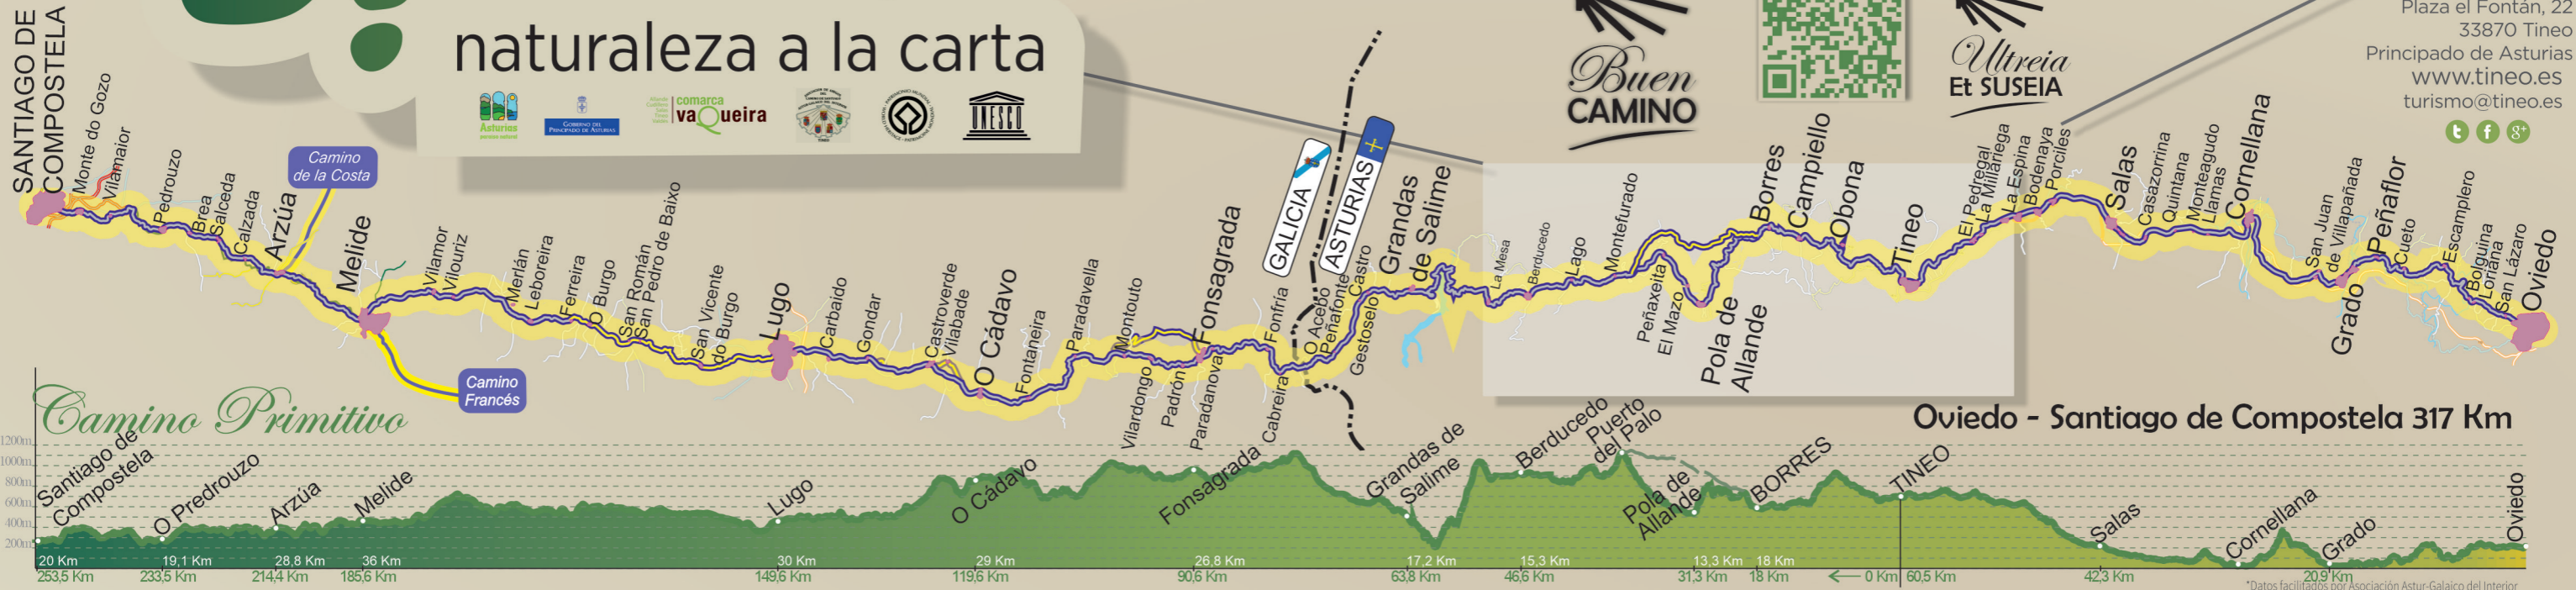 naturaleza a la carta
Asturias
paraíso natural
GOBIERNO DEL
PRINCIPADO DE ASTURIAS
comarca
vaQueira
TINEO
UNESCO
Buen
CAMINO
Ultreia
Et SUSEIA
Plaza el Fontán, 22
33870 Tineo
Principado de Asturias
www.tineo.es
turismo@tineo.es
SANTIAGO DE
COMPOSTELA
Monte do Gozo
Vilamaior
Pedrouzo
Brea
Salceda
Calzada
Arzúa
Camino
de la Costa
Melide
Camino
Francés
Vilamor
Vilouriz
Merlán
Leboreira
Ferreira
O Burgo
San Román
San Pedro de Baixo
San Vicente
do Burgo
Lugo
Carbaido
Gondar
Castroverde
Vilabade
O Cádavo
Fontaneira
Paradavella
Montouto
Vilardongo
Padrón
Paradanova
Fonsagrada
Fonfría
Cabreira
GALICIA
ASTURIAS
O Acebo
Peñafonte
Gestoselo
Castro
Grandas
de Salime
La Mesa
Berducedo
Lago
Montefurado
Peñaxeita
El Mazo
Pola de
Allande
Borres
Campiello
Obona
Tineo
El Pedregal
La Millariega
La Espina
Bodenaya
Porciles
Salas
Casazorrina
Quintana
Monteagudo
Llamas
Cornellana
San Juan
de Villapañada
Grado
Peñaflor
Cueto
Escamplero
Bolguina
Loriana
San Lázaro
Oviedo
Camino Primitivo
Oviedo - Santiago de Compostela 317 Km
1200m
1000m
800m
600m
400m
200m
Santiago de
Compostela
O Predrouzo
Arzúa
Melide
Lugo
O Cádavo
Fonsagrada
Grandas de
Salime
Berducedo
Puerto
del Palo
Pola de
Allande
BORRES
TINEO
Salas
Cornellana
Grado
Oviedo
20 Km 19,1 Km 28,8 Km 36 Km 30 Km 29 Km 26,8 Km 17,2 Km 15,3 Km 13,3 Km 18 Km
253,5 Km 233,5 Km 214,4 Km 185,6 Km 149,6 Km 119,6 Km 90,6 Km 63,8 Km 46,6 Km 31,3 Km 18 Km 0 Km 60,5 Km 42,3 Km 20,9 Km
*Datos facilitados por Asociación Astur-Galaico del Interior